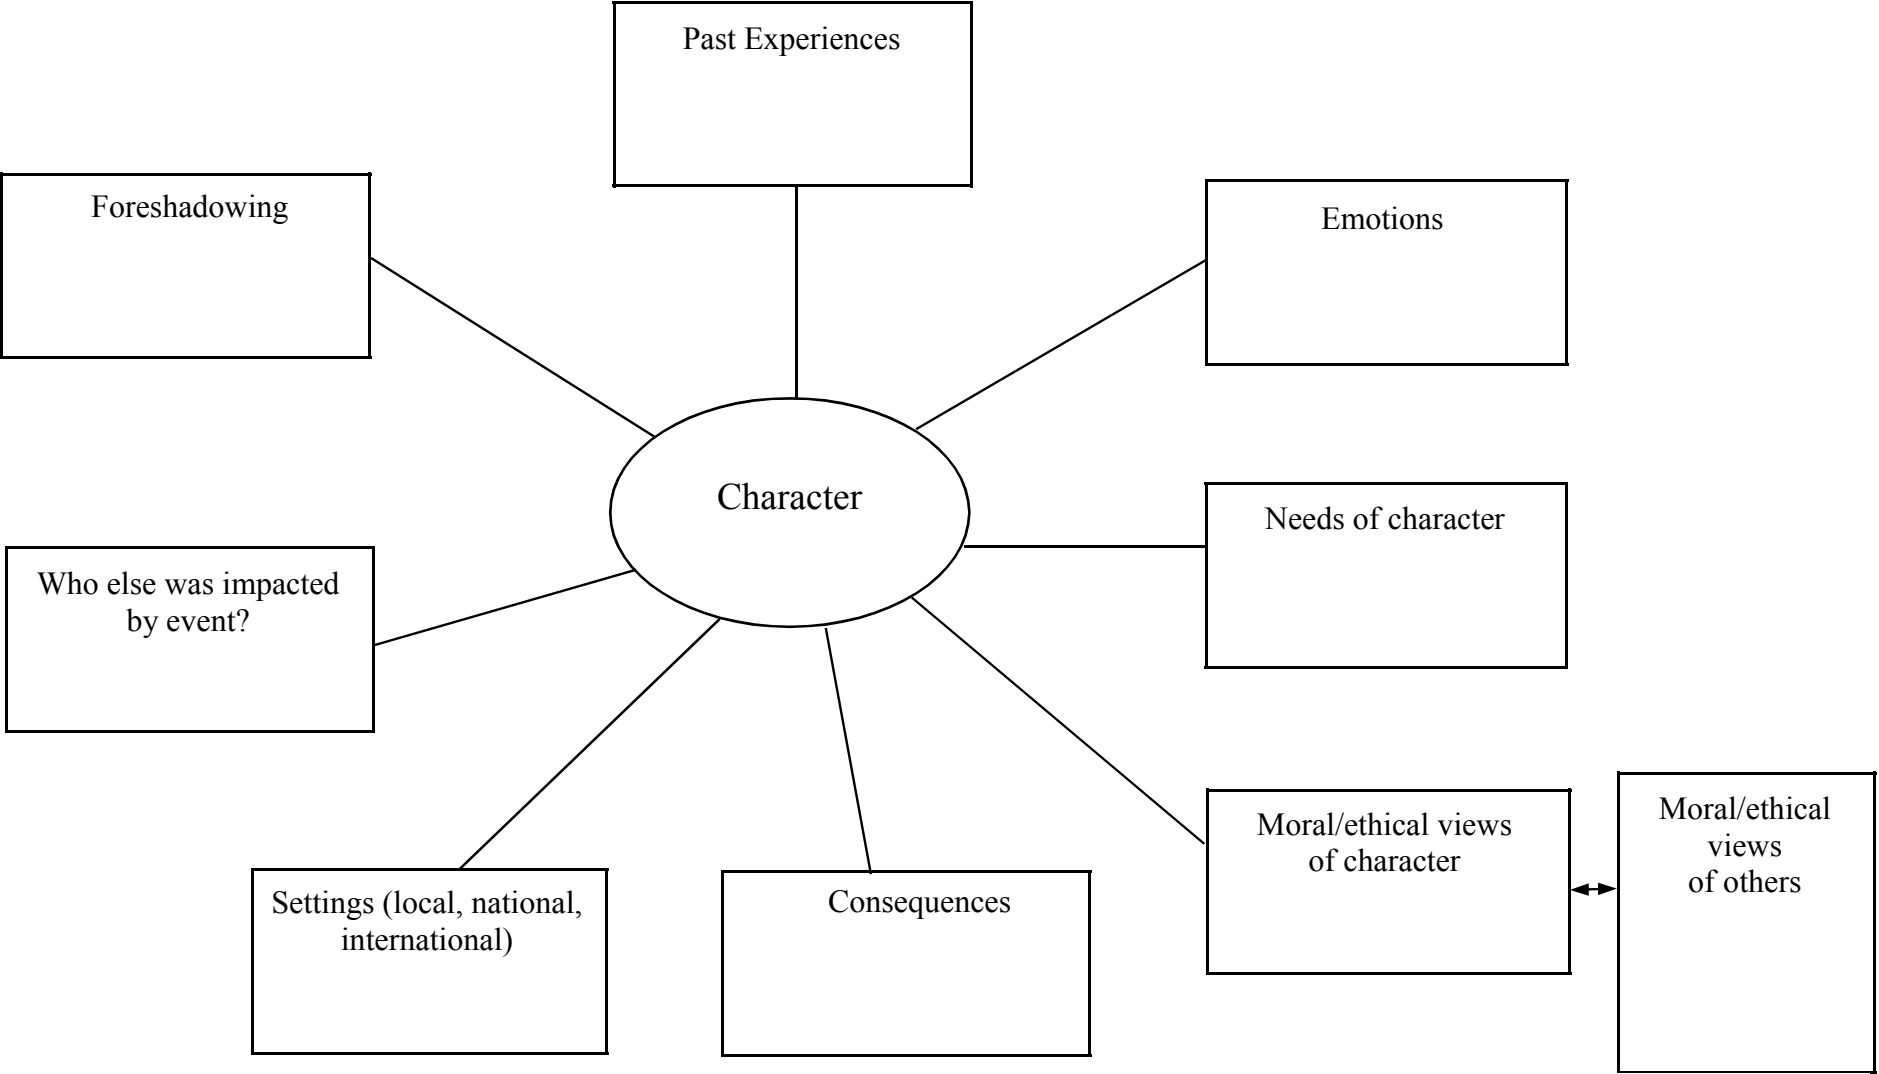 Past Experiences
Foreshadowing
Emotions
Character
Needs of character
Who else was impacted
by event?
Moral/ethical views
of character
Moral/ethical
views
of others
Settings (local, national,
international)
Consequences